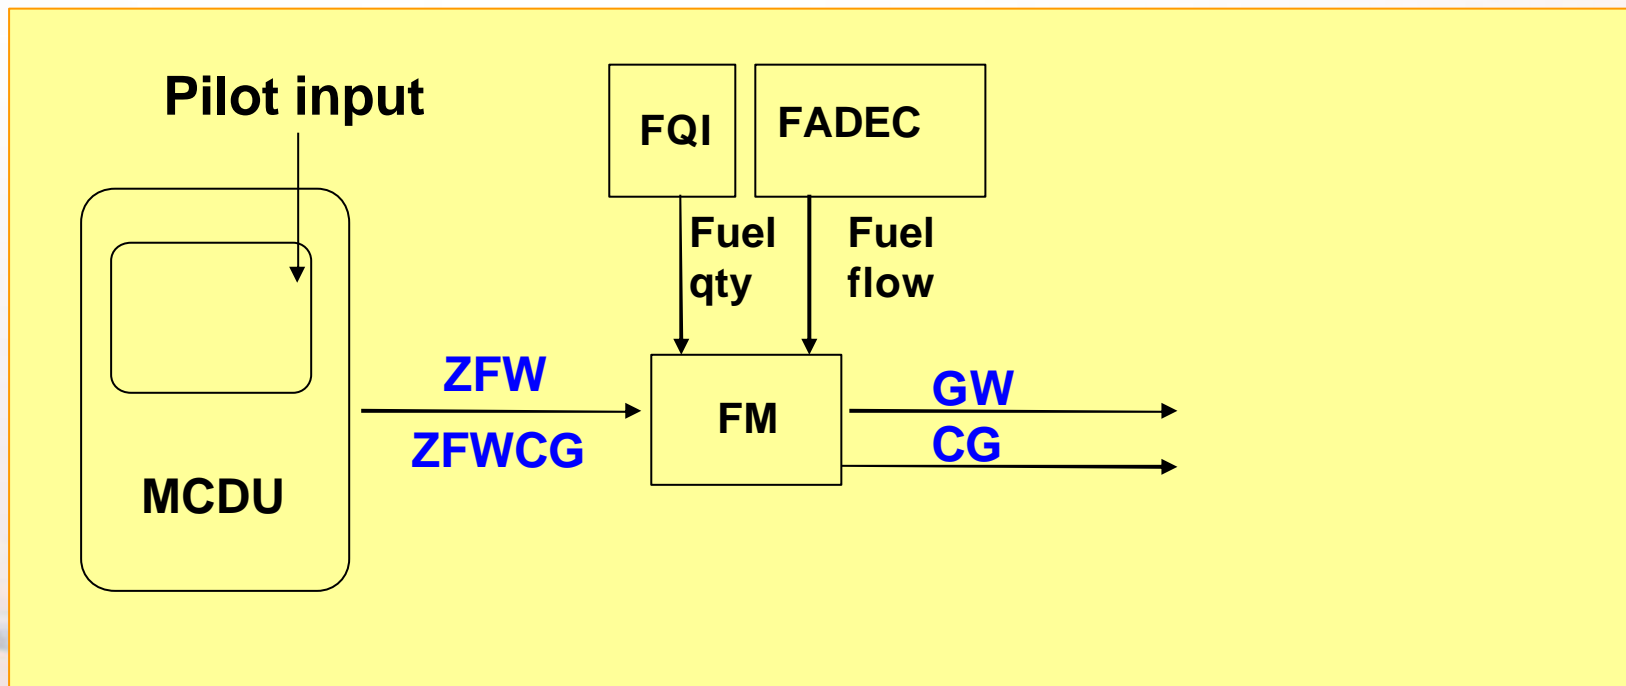 Pilot input
FQI
FADEC
Fuel
qty
Fuel
flow
ZFW
ZFWCG
MCDU
FM
GW
CG